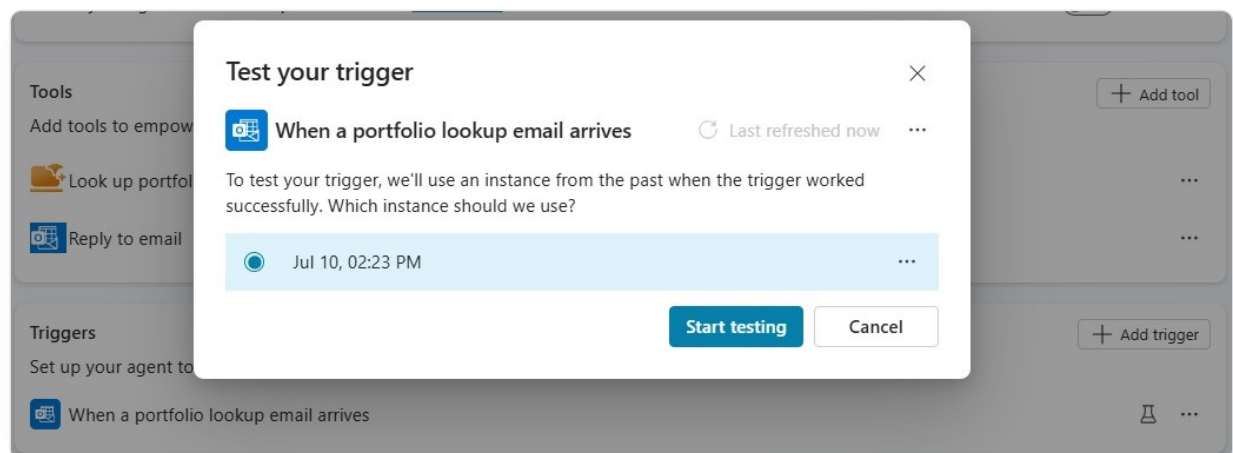 Test your trigger
When a portfolio lookup email arrives
Last refreshed now
To test your trigger, we'll use an instance from the past when the trigger worked
successfully. Which instance should we use?
Jul 10, 02:23 PM
Start testing
Cancel
Tools
Add tool
Add tools to empow
Look up portfol
Reply to email
Triggers
Add trigger
Set up your agent to
When a portfolio lookup email arrives